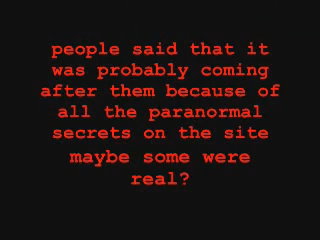 people said that it
was probably coming
after them because of
all the paranormal
secrets on the site
maybe some were
real?